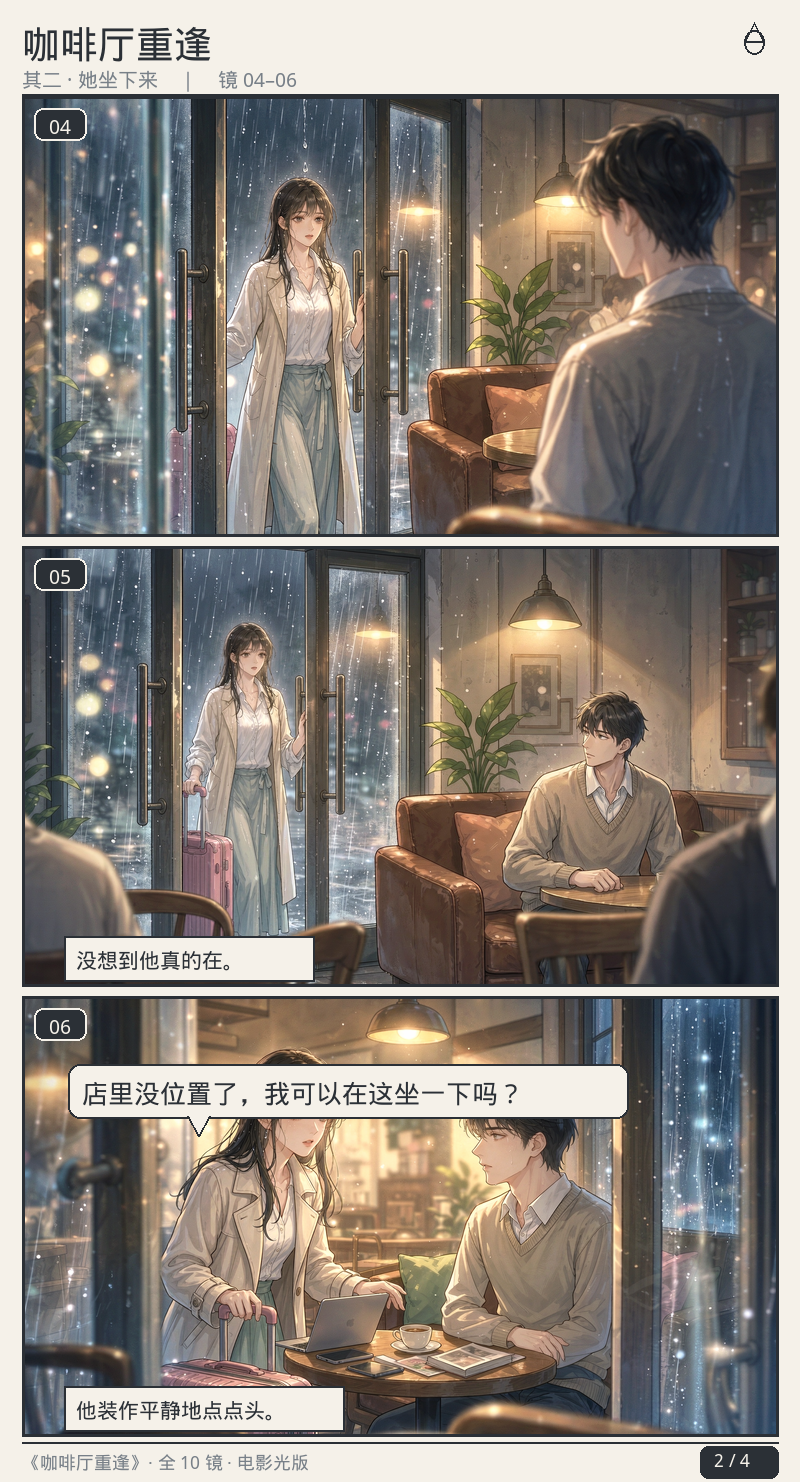 咖啡厅重逢
其二 · 她坐下来 | 镜 04–06
04
05
没想到他真的在。
06
店里没位置了，我可以在这坐一下吗？
他装作平静地点点头。
《咖啡厅重逢》· 全 10 镜 · 电影光版
2 / 4